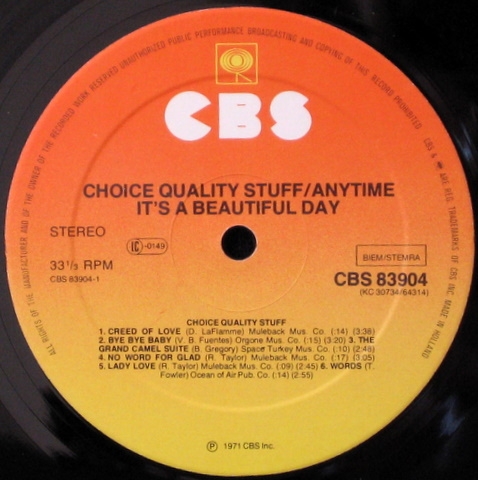 ALL RIGHTS OF THE MANUFACTURER AND OF THE OWNER OF THE RECORDED WORK RESERVED UNAUTHORIZED PUBLIC PERFORMANCE BROADCASTING AND COPYING OF THIS RECORD PROHIBITED
CBS & ARE REG. TRADEMARKS OF CBS INC. MADE IN HOLLAND
CBS
CHOICE QUALITY STUFF/ANYTIME
IT'S A BEAUTIFUL DAY
STEREO
IC -0149
BIEM/STEMRA
33 1/3 RPM
CBS 83904
CBS 83904-1
(KC 30734/64314)
CHOICE QUALITY STUFF
1. CREED OF LOVE (D. LaFlamme) Muleback Mus. Co. (:14) (3:38)
2. BYE BYE BABY (V. B. Fuentes) Orgone Mus. Co. (:15) (3:20) 3. THE
GRAND CAMEL SUITE (B. Gregory) Space Turkey Mus. Co. (:10) (2:48)
4. NO WORD FOR GLAD (R. Taylor) Muleback Mus. Co. (:17) (3:05)
5. LADY LOVE (R. Taylor) Muleback Mus. Co. (:09) (2:45) 6. WORDS (T.
Fowler) Ocean of Air Pub. Co. (:14) (2:55)
Ⓟ 1971 CBS Inc.